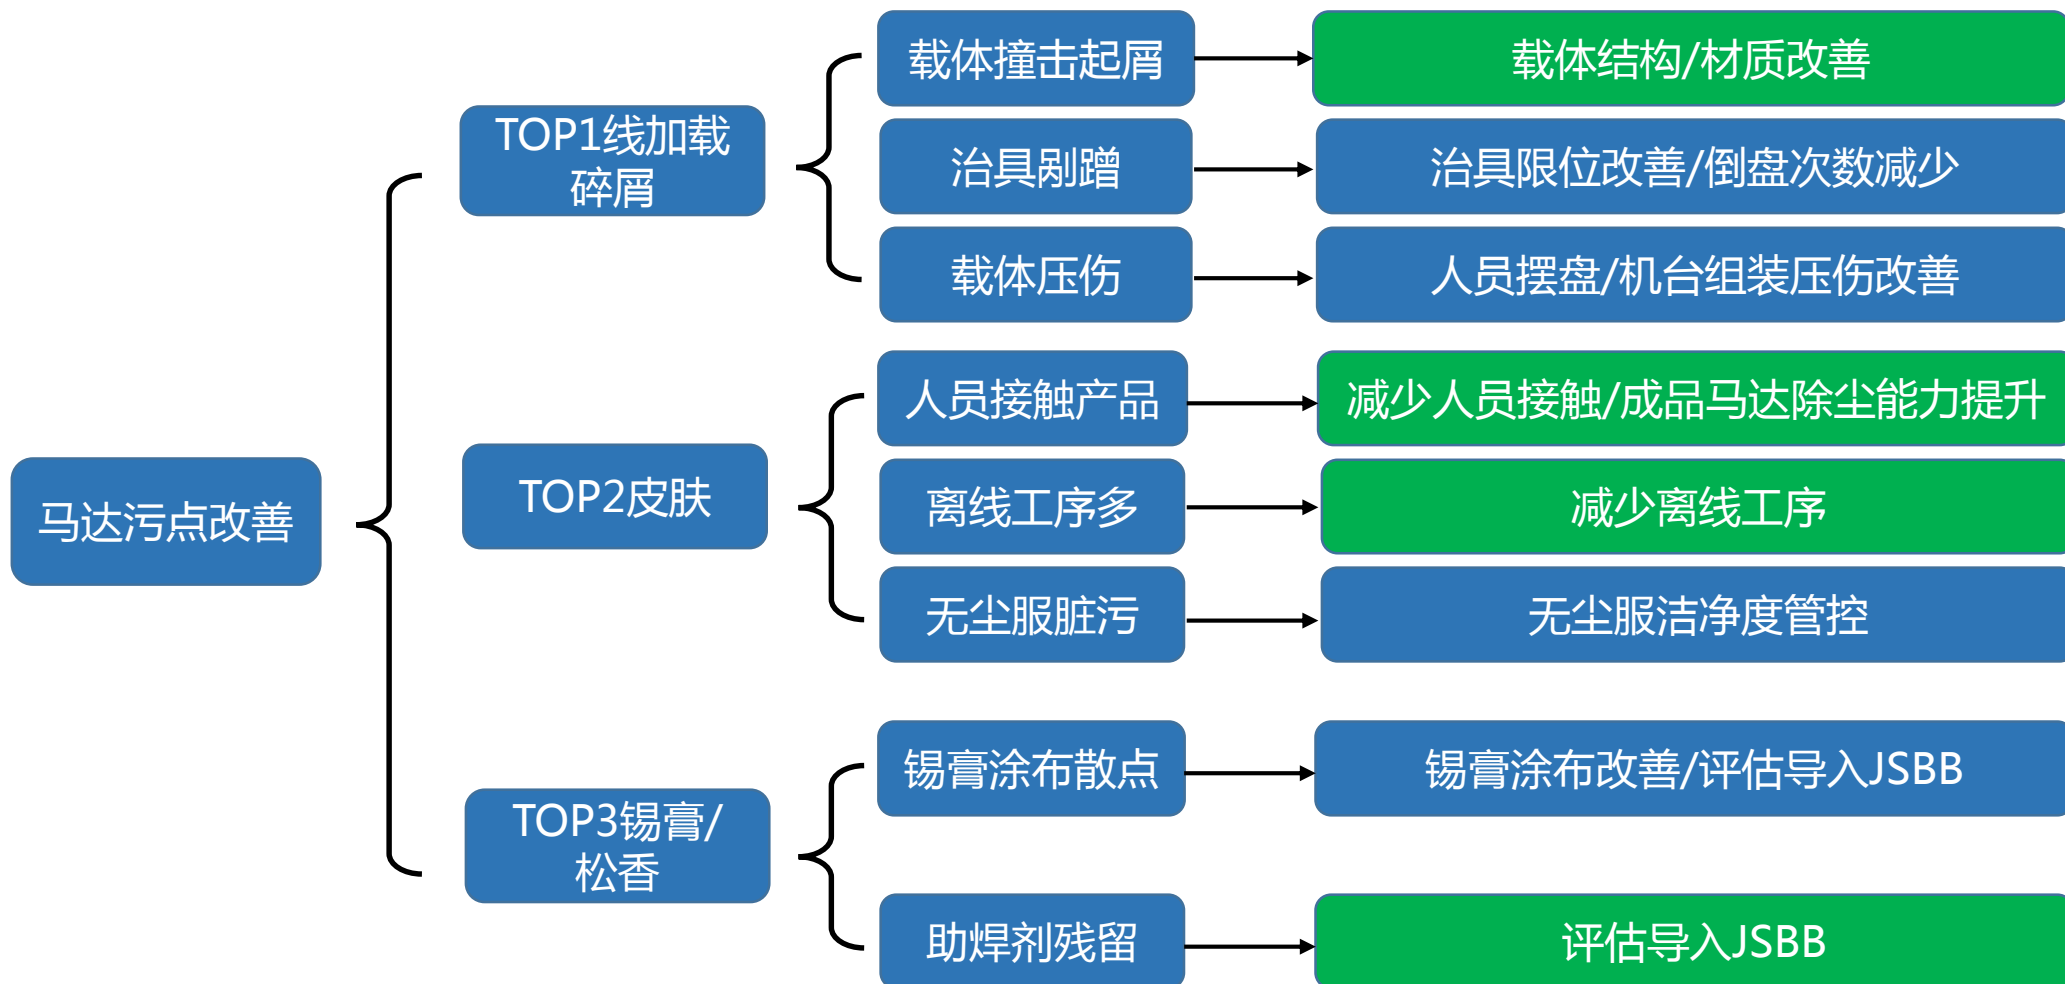 马达污点改善
TOP1线加载
碎屑
载体撞击起屑
载体结构/材质改善
治具剐蹭
治具限位改善/倒盘次数减少
载体压伤
人员摆盘/机台组装压伤改善
TOP2皮肤
人员接触产品
减少人员接触/成品马达除尘能力提升
离线工序多
减少离线工序
无尘服脏污
无尘服洁净度管控
TOP3锡膏/
松香
锡膏涂布散点
锡膏涂布改善/评估导入JSBB
助焊剂残留
评估导入JSBB